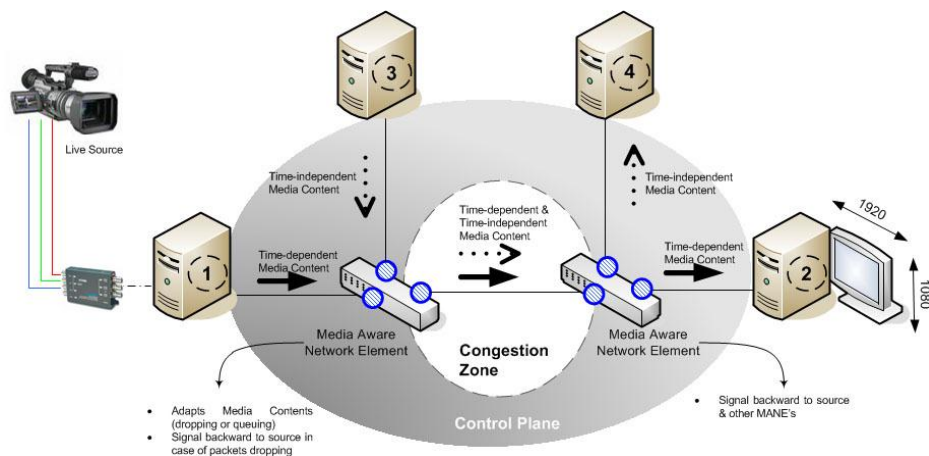 3
4
Live Source
Time-independent
Media Content
Time-independent
Media Content
Time-dependent &
Time-independent
Media Content
1920
1
Time-dependent
Media Content
Time-dependent
Media Content
2
1080
Media Aware
Network Element
Congestion
Zone
Media Aware
Network Element
Control Plane
• Adapts Media Contents
(dropping or queuing)
• Signal backward to source in
case of packets dropping
• Signal backward to source
& other MANE's